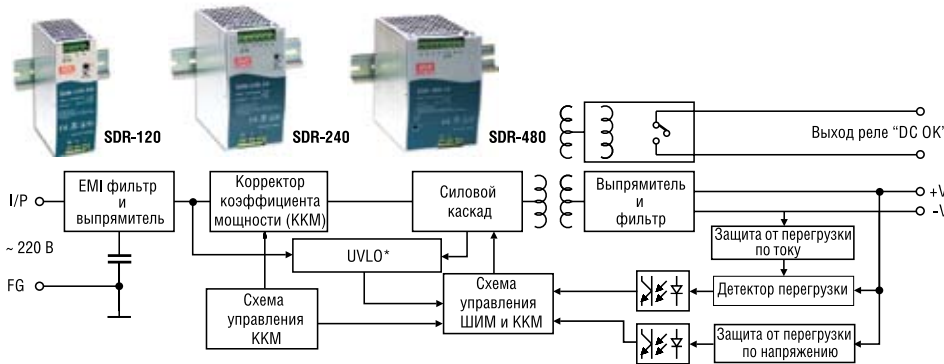 SDR-120
SDR-240
SDR-480
Выход реле “DC OK”
I/P
EMI фильтр
и
выпрямитель
Корректор
коэффициента
мощности (ККМ)
Силовой
каскад
Выпрямитель
и
фильтр
+V
-V
~ 220 В
UVLO*
Защита от перегрузки
по току
FG
Схема
управления
ККМ
Схема
управления
ШИМ и ККМ
Детектор перегрузки
Защита от перегрузки
по напряжению